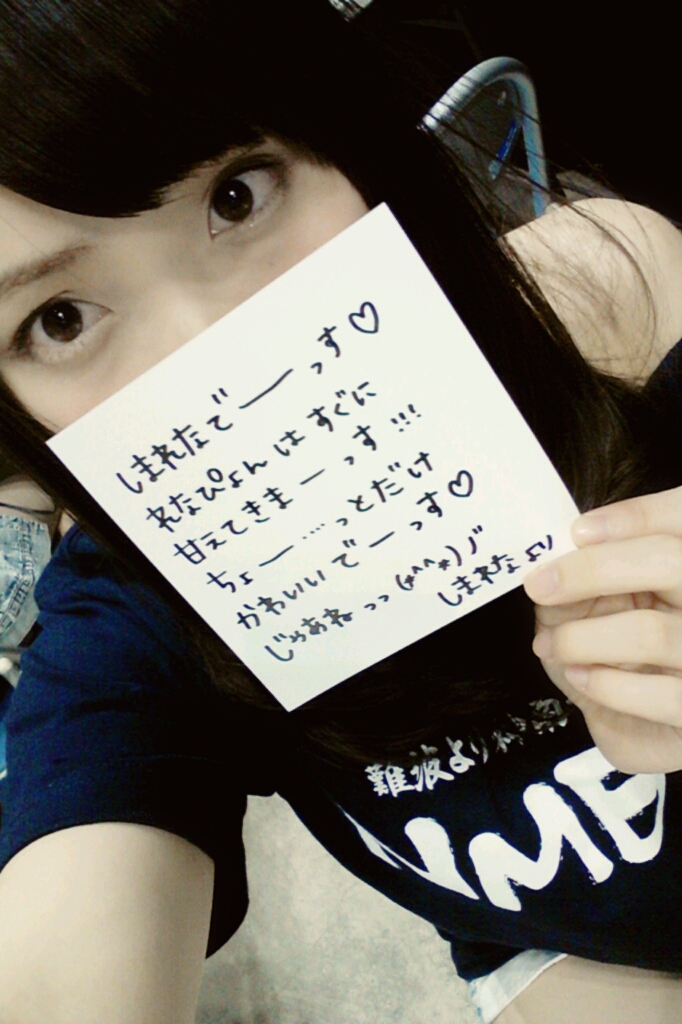 しまれたでーっす♡
れなぴょんはすぐに
甘えてきまーっす!!!
ちょー……っとだけ
かわいいでーっす♡
じゃあねっっ(*^^*)ノ"
しまれなより
難波より
NMB